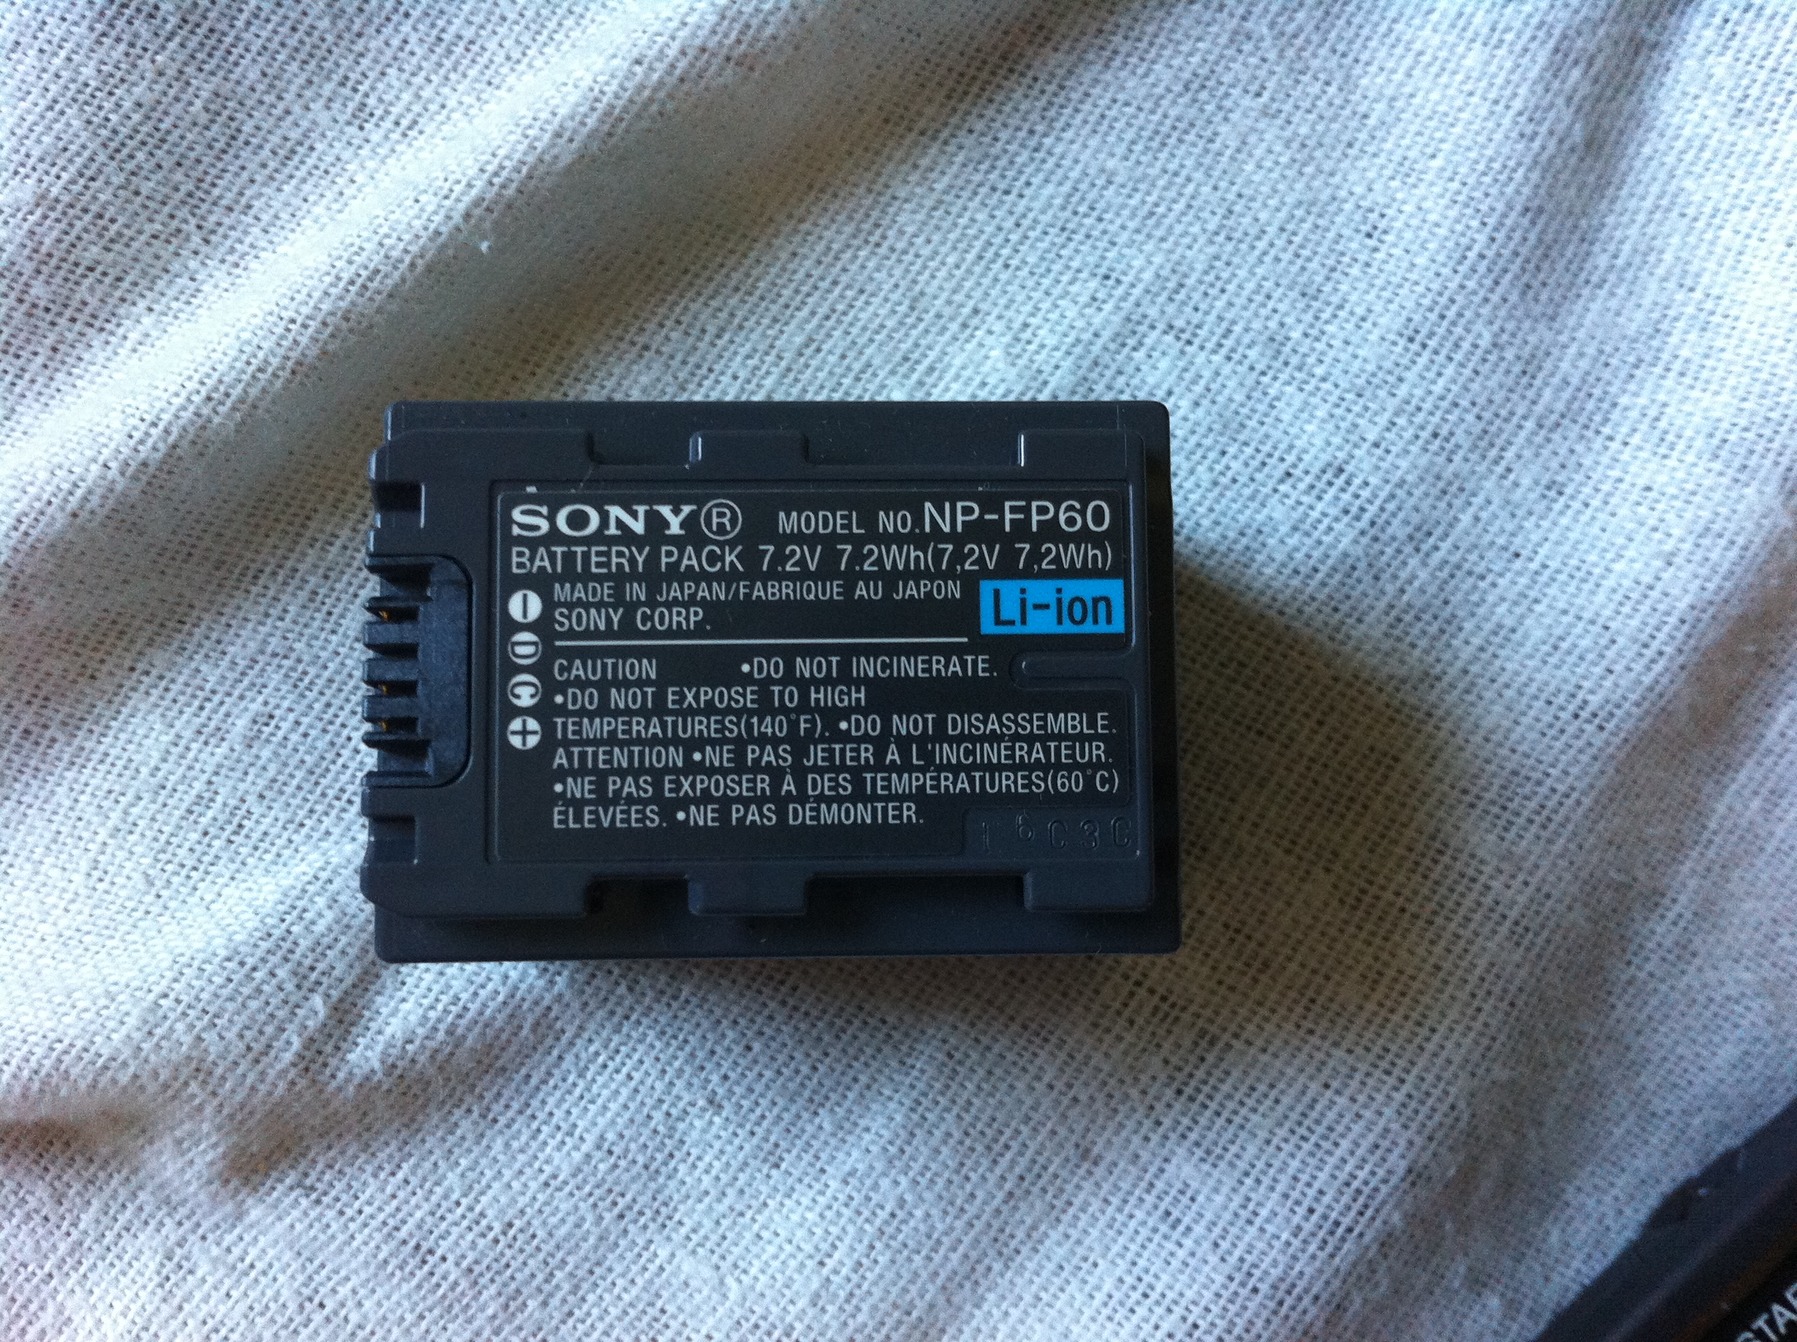 SONY® MODEL NO.NP-FP60
BATTERY PACK 7.2V 7.2Wh(7,2V 7,2Wh)
MADE IN JAPAN/FABRIQUE AU JAPON
SONY CORP.
Li-ion
− D C +
CAUTION •DO NOT INCINERATE.
•DO NOT EXPOSE TO HIGH
TEMPERATURES(140°F). •DO NOT DISASSEMBLE.
ATTENTION •NE PAS JETER À L'INCINÉRATEUR.
•NE PAS EXPOSER À DES TEMPÉRATURES(60°C)
ÉLEVÉES. •NE PAS DÉMONTER.